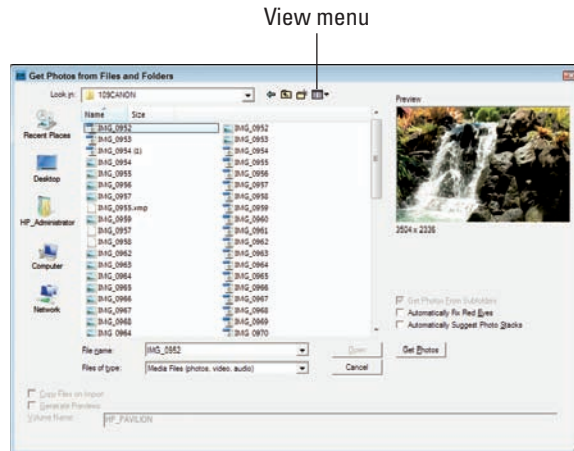 View menu
Get Photos from Files and Folders
Look in: 109CANON
Preview
Name Size
Recent Places
Desktop
HP_Administrator
Computer
Network
IMG_0952
IMG_0953
IMG_0954 (1)
IMG_0954
IMG_0955
IMG_0956
IMG_0957
IMG_0955.xmp
IMG_0959
IMG_0957
IMG_0958
IMG_0962
IMG_0963
IMG_0964
IMG_0965
IMG_0966
IMG_0967
IMG_0968
IMG_0964
IMG_0952
IMG_0953
IMG_0954
IMG_0955
IMG_0956
IMG_0957
IMG_0958
IMG_0959
IMG_0960
IMG_0961
IMG_0962
IMG_0963
IMG_0964
IMG_0965
IMG_0966
IMG_0967
IMG_0968
IMG_0969
IMG_0970
3504 x 2336
Get Photos From Subfolders
Automatically Fix Red Eyes
Automatically Suggest Photo Stacks
File name: IMG_0952
Open
Get Photos
Files of type: Media Files (photos, video, audio)
Cancel
Copy Files on Import
Generate Previews
Volume Name: HP_PAVILION